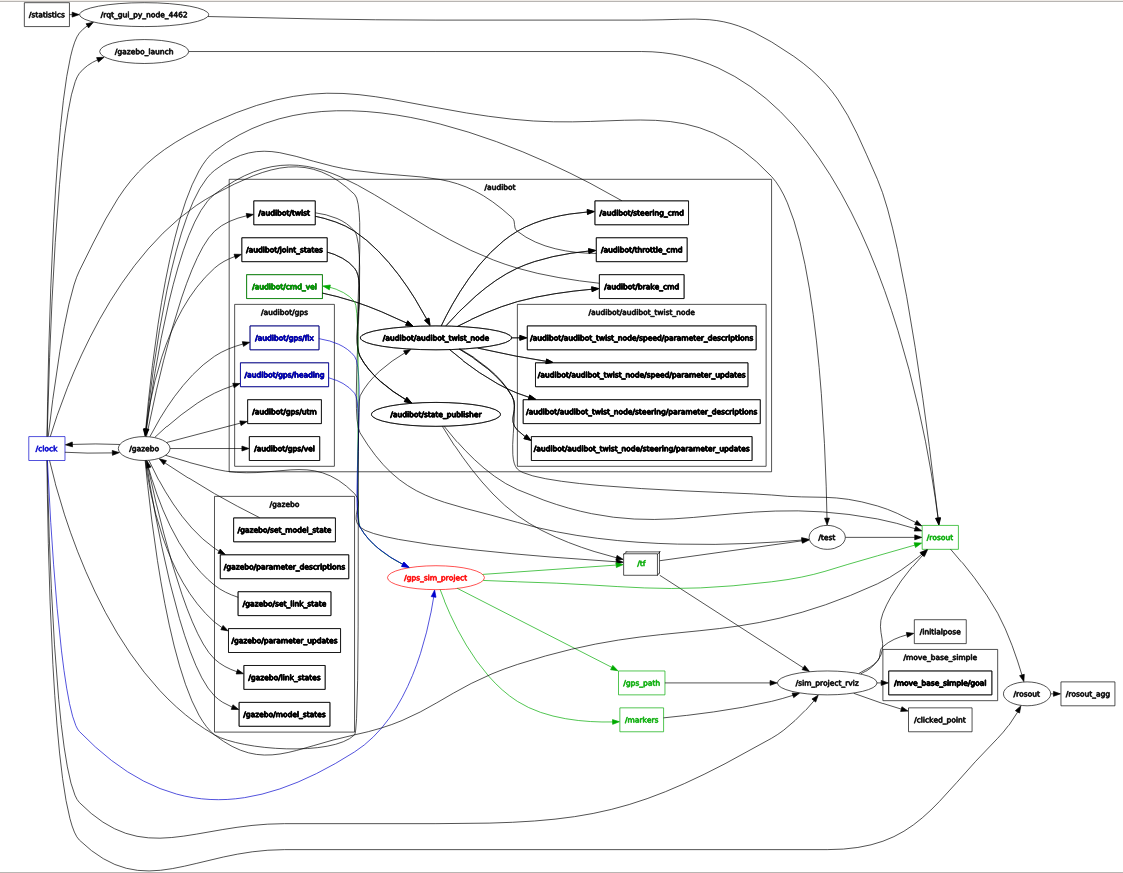 /statistics
/rqt_gui_py_node_4462
/gazebo_launch
/audibot
/audibot/twist
/audibot/steering_cmd
/audibot/joint_states
/audibot/throttle_cmd
/audibot/cmd_vel
/audibot/brake_cmd
/audibot/gps
/audibot/audibot_twist_node
/audibot/gps/fix
/audibot/audibot_twist_node
/audibot/audibot_twist_node/speed/parameter_descriptions
/audibot/gps/heading
/audibot/audibot_twist_node/speed/parameter_updates
/audibot/gps/utm
/audibot/state_publisher
/audibot/audibot_twist_node/steering/parameter_descriptions
/clock
/gazebo
/audibot/gps/vel
/audibot/audibot_twist_node/steering/parameter_updates
/gazebo
/gazebo/set_model_state
/test
/rosout
/gazebo/parameter_descriptions
/tf
/gps_sim_project
/gazebo/set_link_state
/initialpose
/gazebo/parameter_updates
/move_base_simple
/gazebo/link_states
/gps_path
/sim_project_rviz
/move_base_simple/goal
/rosout
/rosout_agg
/gazebo/model_states
/markers
/clicked_point